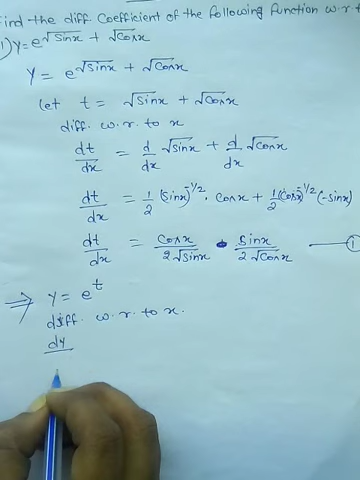 ind the diff. Coefficient of the following function w.r.t
1) y = e^√sinx + √cosx
y = e^√sinx + √cosx
let t = √sinx + √cosx
diff. w.r. to x
dt/dx = d/dx √sinx + d/dx √cosx
dt/dx = 1/2 (sinx)^-1/2 . cosx + 1/2 (cosx)^-1/2 (-sinx)
dt/dx = cosx/2√sinx - sinx/2√cosx —— ①
⇒ y = e^t
diff. w.r. to x.
dy